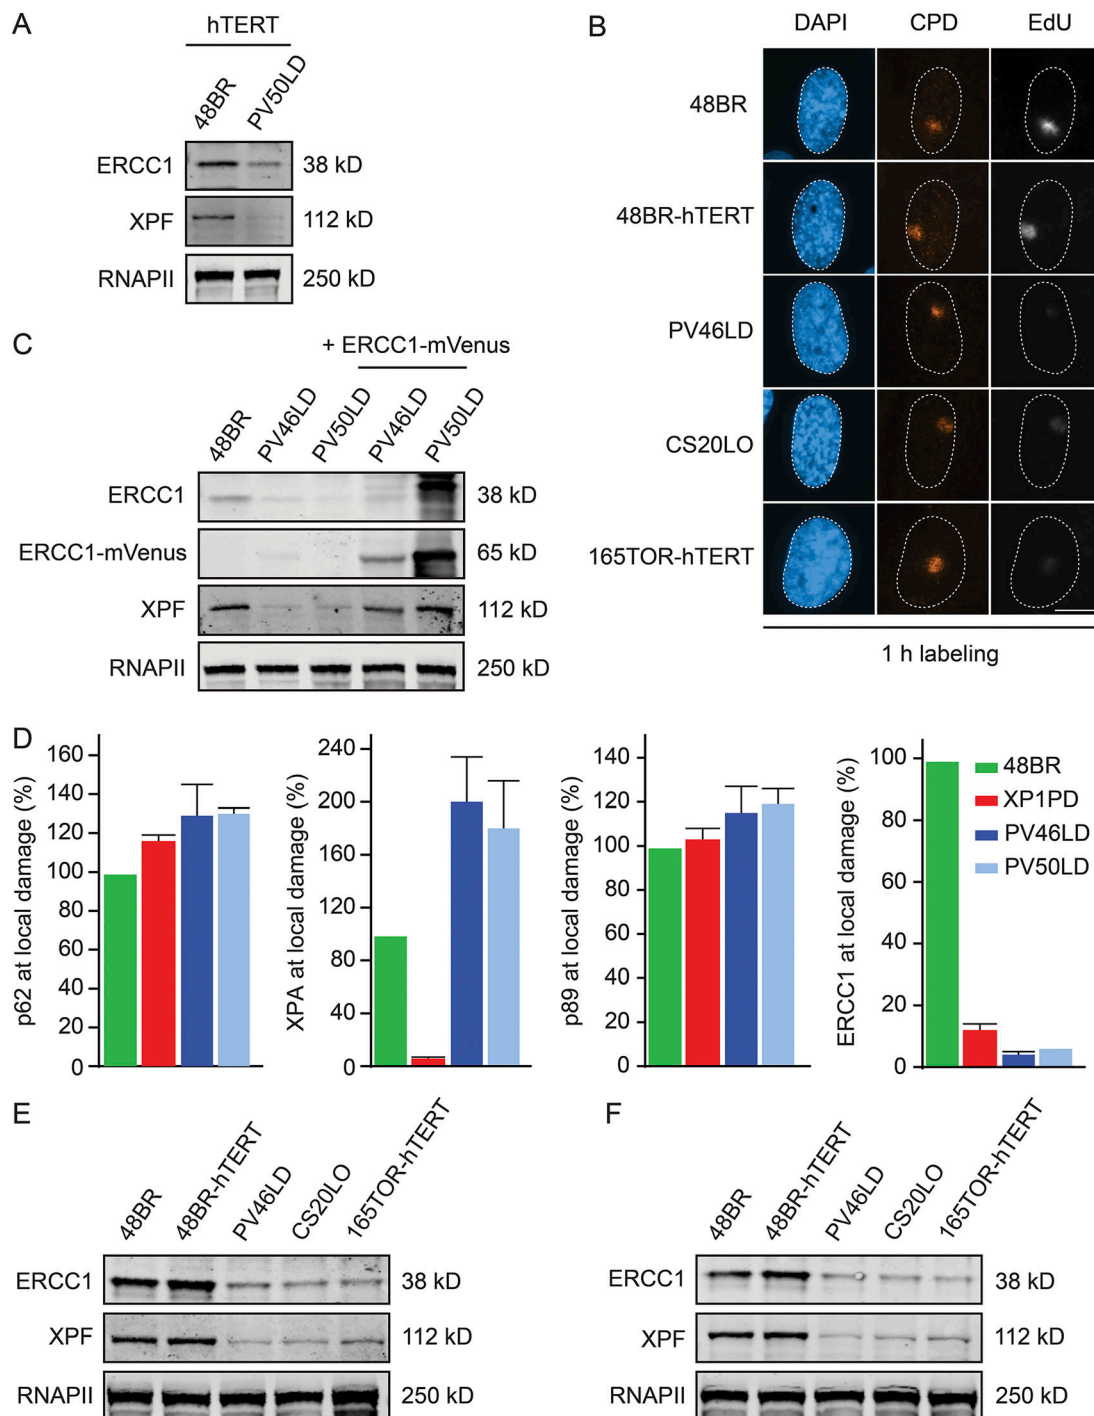 A
hTERT
48BR
PV50LD
ERCC1
38 kD
XPF
112 kD
RNAPII
250 kD
B
DAPI
CPD
EdU
48BR
48BR-hTERT
PV46LD
CS20LO
165TOR-hTERT
1 h labeling
C
+ ERCC1-mVenus
48BR
PV46LD
PV50LD
PV46LD
PV50LD
ERCC1
38 kD
ERCC1-mVenus
65 kD
XPF
112 kD
RNAPII
250 kD
D
p62 at local damage (%)
160
140
120
100
80
60
40
20
0
XPA at local damage (%)
240
200
160
120
80
40
0
p89 at local damage (%)
140
120
100
80
60
40
20
0
ERCC1 at local damage (%)
100
80
60
40
20
0
48BR
XP1PD
PV46LD
PV50LD
E
48BR
48BR-hTERT
PV46LD
CS20LO
165TOR-hTERT
ERCC1
38 kD
XPF
112 kD
RNAPII
250 kD
F
48BR
48BR-hTERT
PV46LD
CS20LO
165TOR-hTERT
ERCC1
38 kD
XPF
112 kD
RNAPII
250 kD